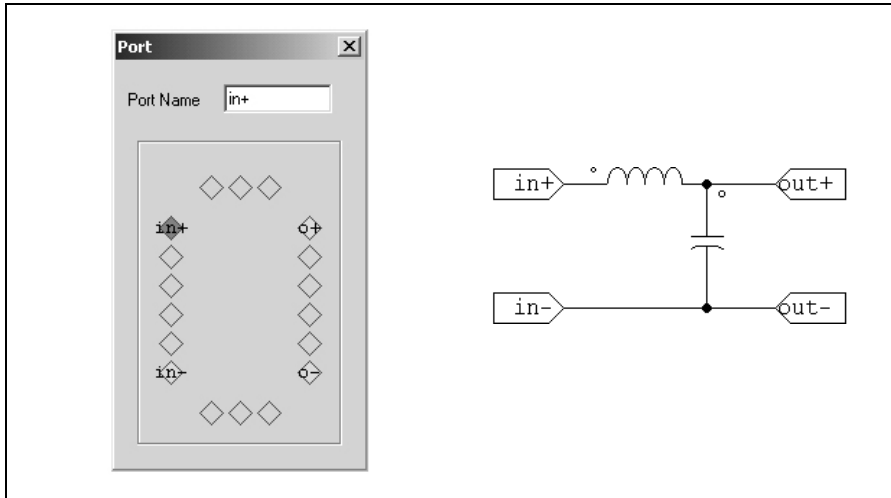 Port
Port Name in+
in+ o+
in- o-
in+ out+
in- out-